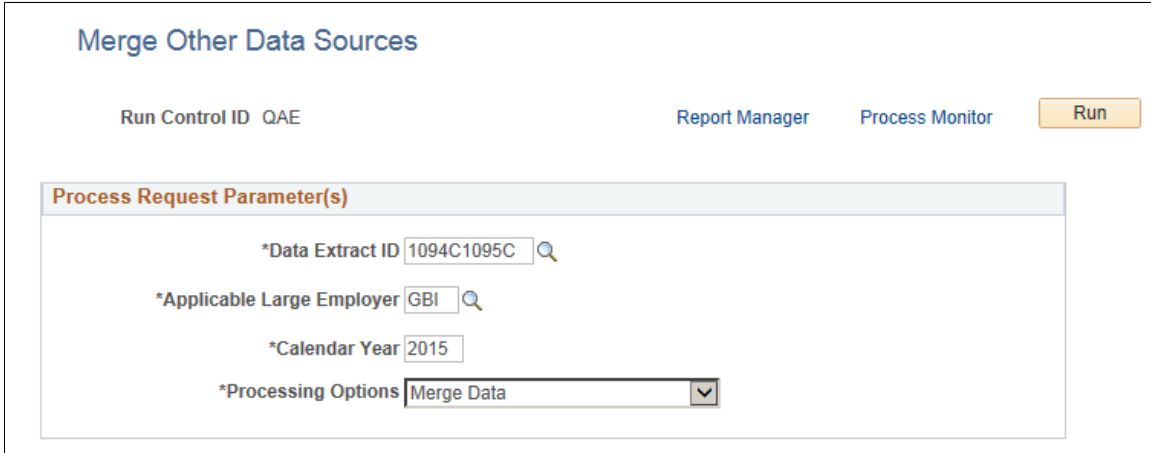 Merge Other Data Sources
Run Control ID QAE Report Manager Process Monitor Run
Process Request Parameter(s)
*Data Extract ID 1094C1095C
*Applicable Large Employer GBI
*Calendar Year 2015
*Processing Options Merge Data